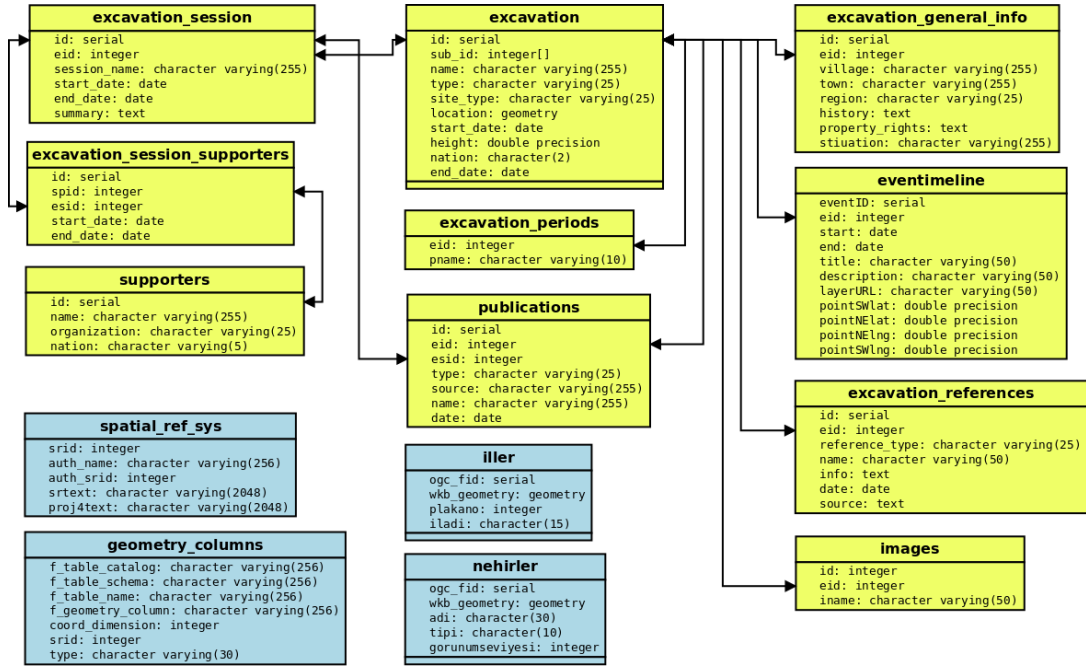 excavation_session
id: serial
eid: integer
session_name: character varying(255)
start_date: date
end_date: date
summary: text
excavation_session_supporters
id: serial
spid: integer
esid: integer
start_date: date
end_date: date
supporters
id: serial
name: character varying(255)
organization: character varying(25)
nation: character varying(5)
spatial_ref_sys
srid: integer
auth_name: character varying(256)
auth_srid: integer
srtext: character varying(2048)
proj4text: character varying(2048)
geometry_columns
f_table_catalog: character varying(256)
f_table_schema: character varying(256)
f_table_name: character varying(256)
f_geometry_column: character varying(256)
coord_dimension: integer
srid: integer
type: character varying(30)
excavation
id: serial
sub_id: integer[]
name: character varying(255)
type: character varying(25)
site_type: character varying(25)
location: geometry
start_date: date
height: double precision
nation: character(2)
end_date: date
excavation_periods
eid: integer
pname: character varying(10)
publications
id: serial
eid: integer
esid: integer
type: character varying(25)
source: character varying(255)
name: character varying(255)
date: date
iller
ogc_fid: serial
wkb_geometry: geometry
plakano: integer
iladi: character(15)
nehirler
ogc_fid: serial
wkb_geometry: geometry
adi: character(30)
tipi: character(10)
gorunumseviyesi: integer
excavation_general_info
id: serial
eid: integer
village: character varying(255)
town: character varying(255)
region: character varying(25)
history: text
property_rights: text
stiuation: character varying(255)
eventimeline
eventID: serial
eid: integer
start: date
end: date
title: character varying(50)
description: character varying(50)
layerURL: character varying(50)
pointSWlat: double precision
pointNElat: double precision
pointNElng: double precision
pointSWlng: double precision
excavation_references
id: serial
eid: integer
reference_type: character varying(25)
name: character varying(50)
info: text
date: date
source: text
images
id: integer
eid: integer
iname: character varying(50)